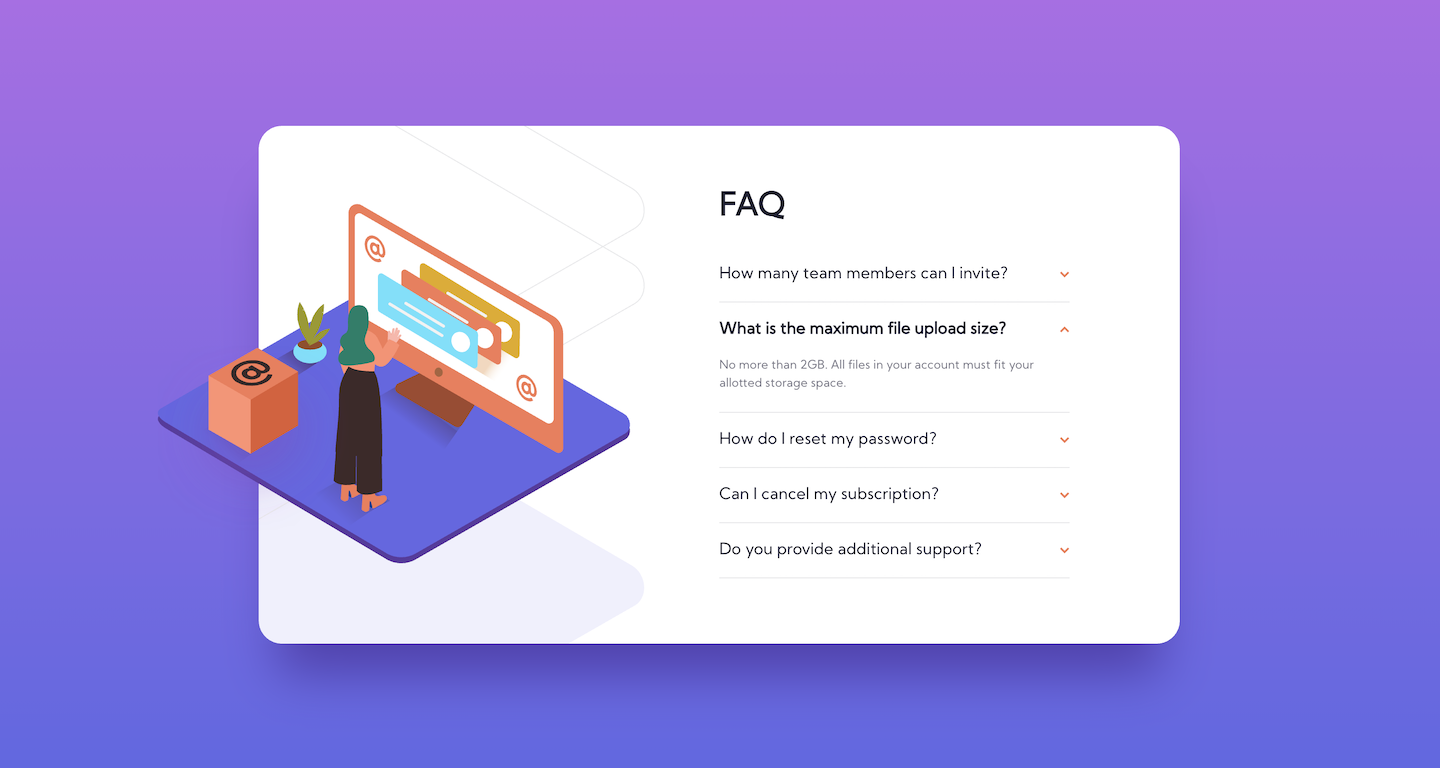 @
@
@
FAQ
How many team members can I invite?
What is the maximum file upload size?
No more than 2GB. All files in your account must fit your
allotted storage space.
How do I reset my password?
Can I cancel my subscription?
Do you provide additional support?